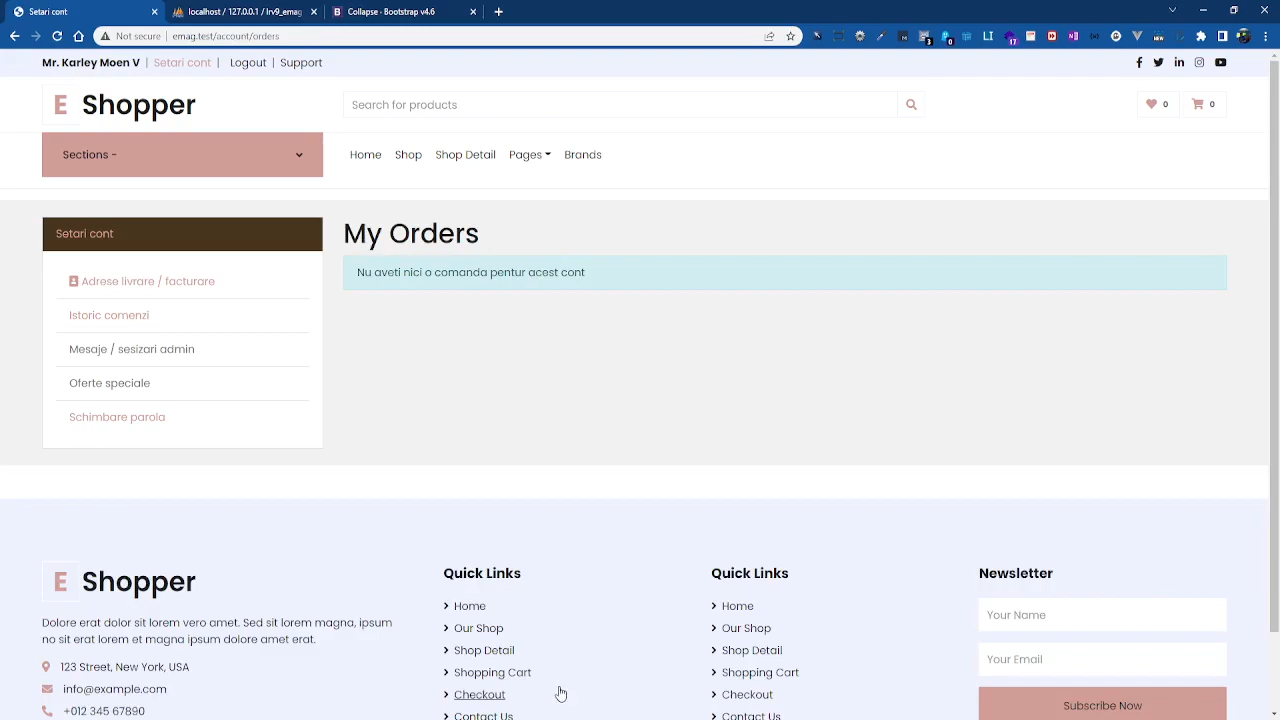 Setari cont
localhost / 127.0.0.1 / lrv9_emag
Collapse · Bootstrap v4.6
Not secure | emag.test/account/orders
Mr. Karley Moen V | Setari cont | Logout | Support
E Shopper
Search for products
0
0
Sections -
Home Shop Shop Detail Pages Brands
Setari cont
Adrese livrare / facturare
Istoric comenzi
Mesaje / sesizari admin
Oferte speciale
Schimbare parola
My Orders
Nu aveti nici o comanda pentur acest cont
E Shopper
Dolore erat dolor sit lorem vero amet. Sed sit lorem magna, ipsum
no sit erat lorem et magna ipsum dolore amet erat.
123 Street, New York, USA
info@example.com
+012 345 67890
Quick Links
Home
Our Shop
Shop Detail
Shopping Cart
Checkout
Contact Us
Quick Links
Home
Our Shop
Shop Detail
Shopping Cart
Checkout
Contact Us
Newsletter
Your Name
Your Email
Subscribe Now